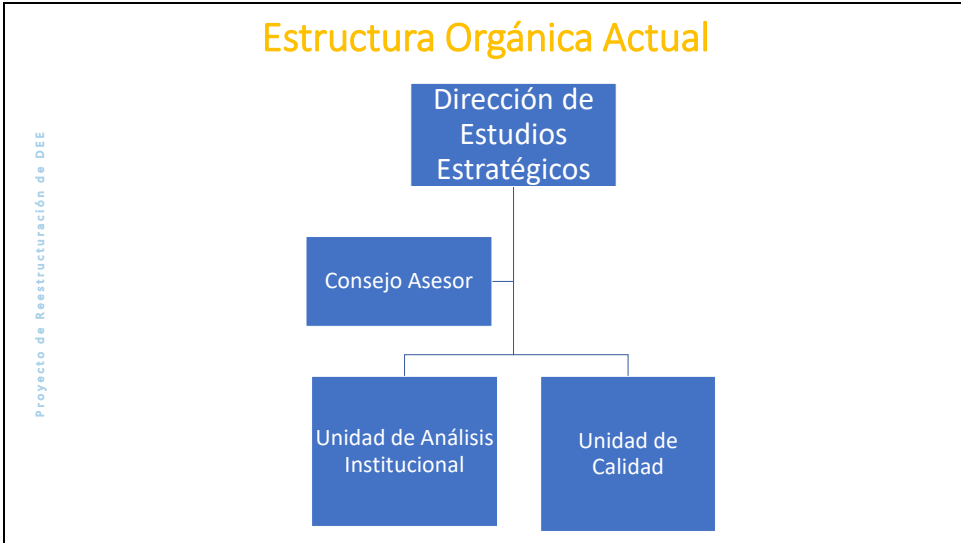 Estructura Orgánica Actual
Proyecto de Reestructuración de DEE
Dirección de
Estudios
Estratégicos
Consejo Asesor
Unidad de Análisis
Institucional
Unidad de
Calidad